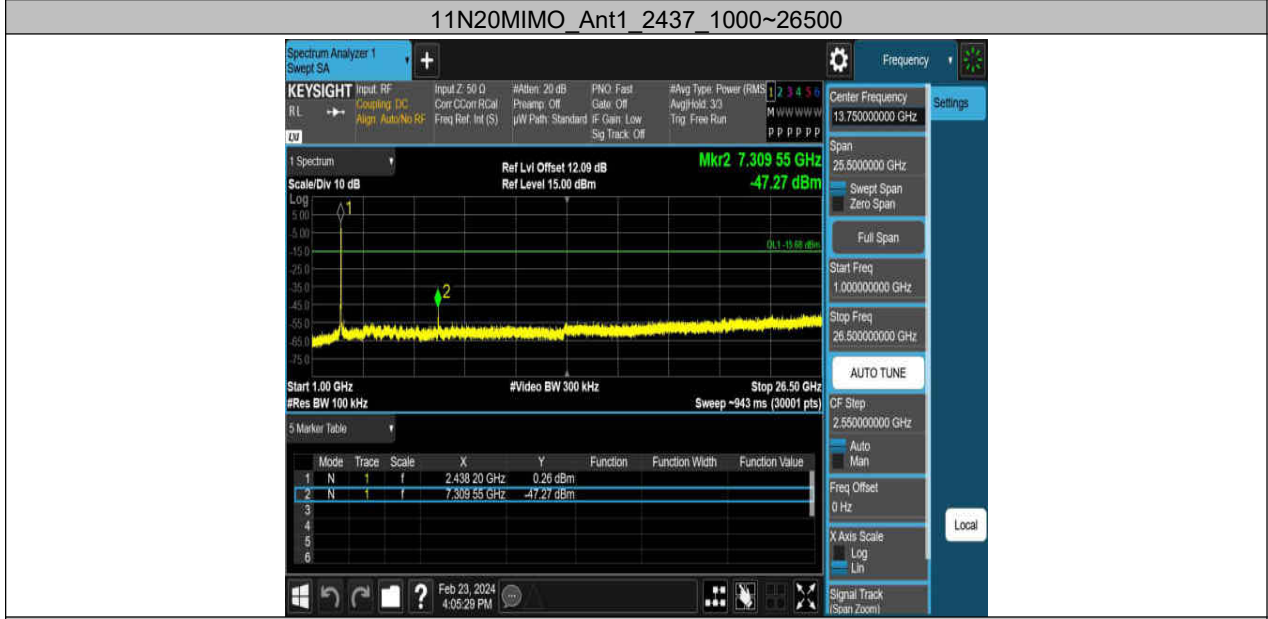 11N20MIMO_Ant1_2437_1000~26500
Spectrum Analyzer 1
Swept SA
+
Frequency
KEYSIGHT
RL
LXI
Input: RF
Coupling: DC
Align: Auto/No RF
Input Z: 50 Ω
Corr CCorr RCal
Freq Ref: Int (S)
#Atten: 20 dB
Preamp: Off
µW Path: Standard
PNO: Fast
Gate: Off
IF Gain: Low
Sig Track: Off
#Avg Type: Power (RMS
Avg|Hold: 3/3
Trig: Free Run
1 2 3 4 5 6
M W W W W W
P P P P P P
Settings
Center Frequency
13.750000000 GHz
Span
25.5000000 GHz
Swept Span
Zero Span
Full Span
Start Freq
1.000000000 GHz
Stop Freq
26.500000000 GHz
AUTO TUNE
CF Step
2.550000000 GHz
Auto
Man
Freq Offset
0 Hz
X Axis Scale
Log
Lin
Signal Track
(Span Zoom)
Local
1 Spectrum
Scale/Div 10 dB
Ref Lvl Offset 12.09 dB
Ref Level 15.00 dBm
Mkr2 7.309 55 GHz
-47.27 dBm
Log
5.00
-5.00
-15.0
-25.0
-35.0
-45.0
-55.0
-65.0
-75.0
1
2
DL1 -15.68 dBm
Start 1.00 GHz
#Video BW 300 kHz
Stop 26.50 GHz
#Res BW 100 kHz
Sweep ~943 ms (30001 pts)
5 Marker Table
Mode Trace Scale X Y Function Function Width Function Value
1 N 1 f 2.438 20 GHz 0.26 dBm
2 N 1 f 7.309 55 GHz -47.27 dBm
3
4
5
6
?
Feb 23, 2024
4:05:29 PM